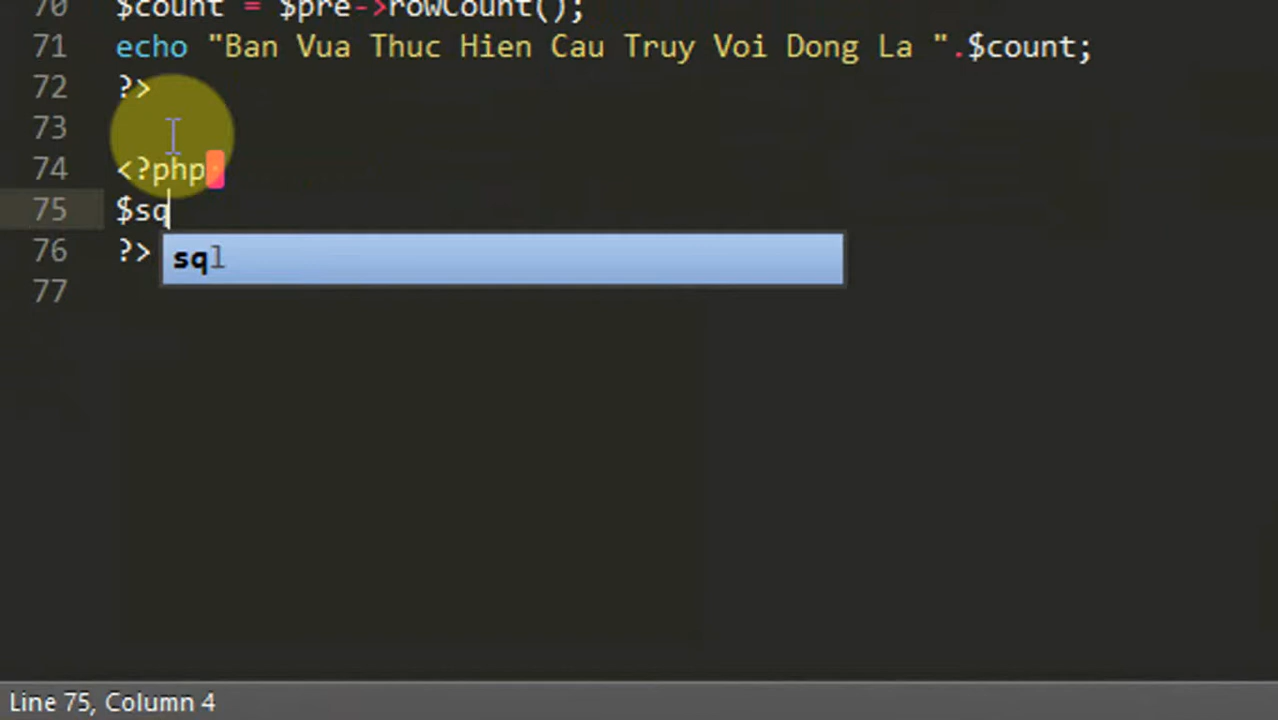 70 $count = $pre->rowCount();
71 echo "Ban Vua Thuc Hien Cau Truy Voi Dong La ".$count;
72 ?>
73
74 <?php
75 $sq
sql
76 ?>
77
Line 75, Column 4